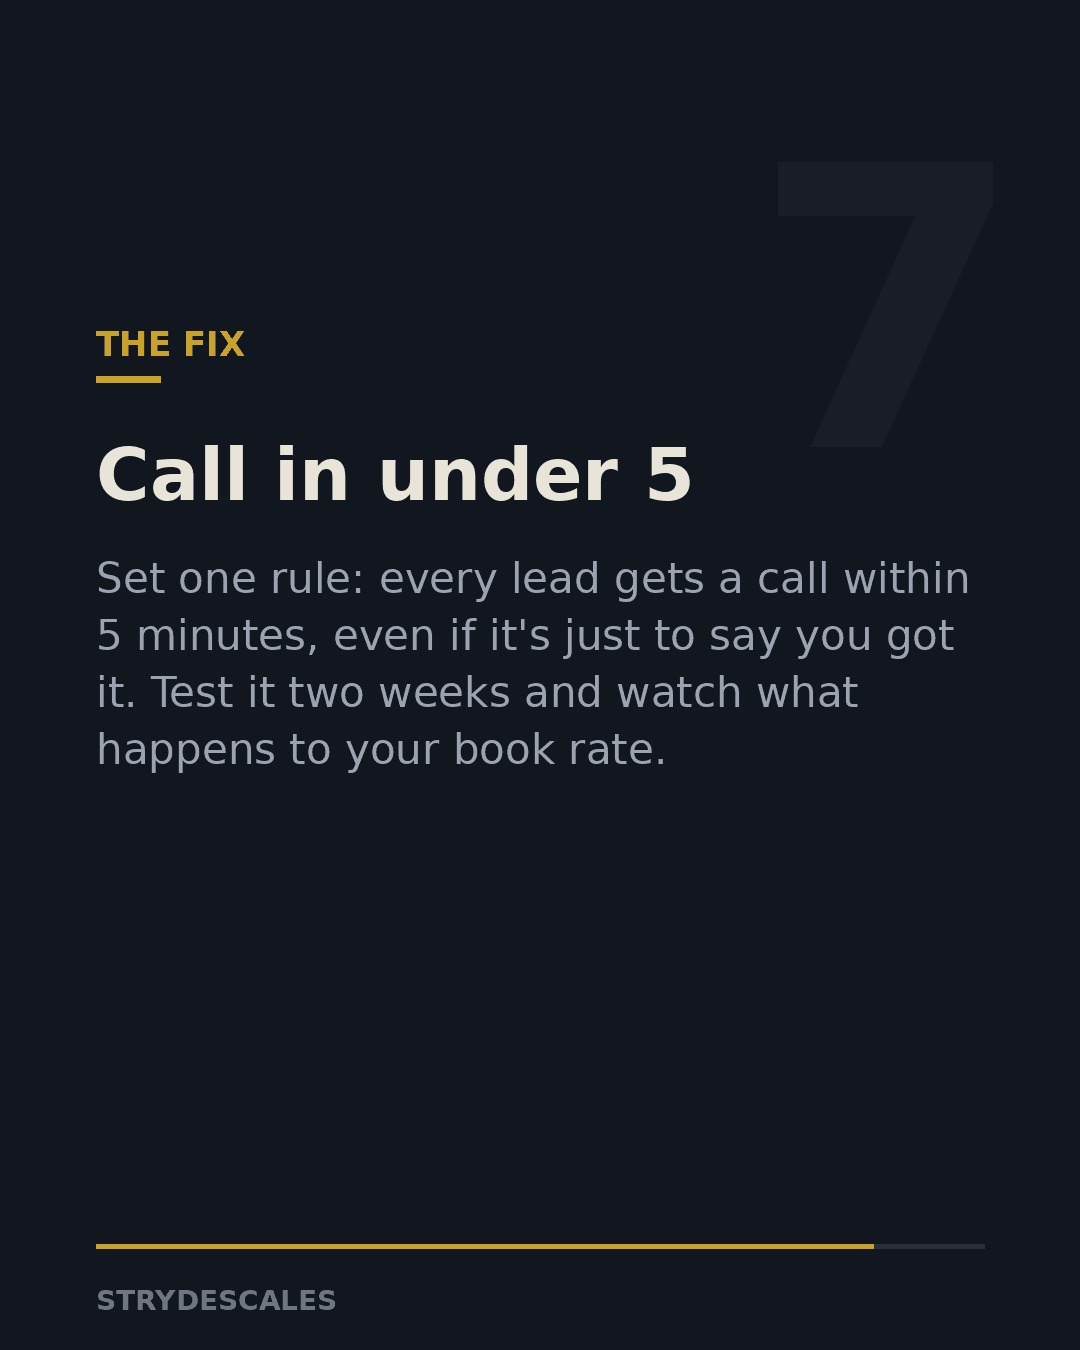 7
THE FIX
Call in under 5
Set one rule: every lead gets a call within
5 minutes, even if it's just to say you got
it. Test it two weeks and watch what
happens to your book rate.
STRYDESCALES